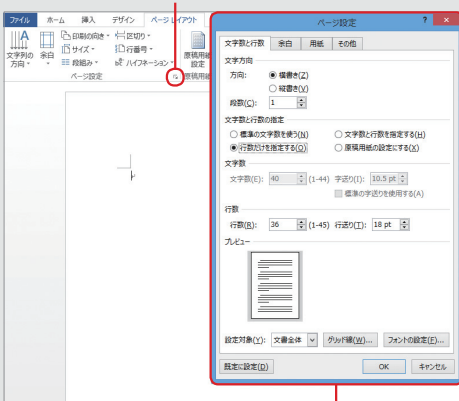 ファイル ホーム 挿入 デザイン ページ レイアウト
文字列の方向 余白 印刷の向き 区切り 原稿用紙設定
サイズ 行番号
段組み ハイフネーション
ページ設定 原稿用紙
ページ設定 ? ×
文字数と行数 余白 用紙 その他
文字方向
方向: 横書き(Z)
縦書き(V)
段数(C): 1
文字数と行数の指定
標準の文字数を使う(N) 文字数と行数を指定する(H)
行数だけを指定する(O) 原稿用紙の設定にする(X)
文字数
文字数(E): 40 (1-44) 字送り(I): 10.5 pt
標準の字送りを使用する(A)
行数
行数(R): 36 (1-45) 行送り(T): 18 pt
プレビュー
設定対象(Y): 文書全体 グリッド線(W)... フォントの設定(F)...
既定に設定(D) OK キャンセル